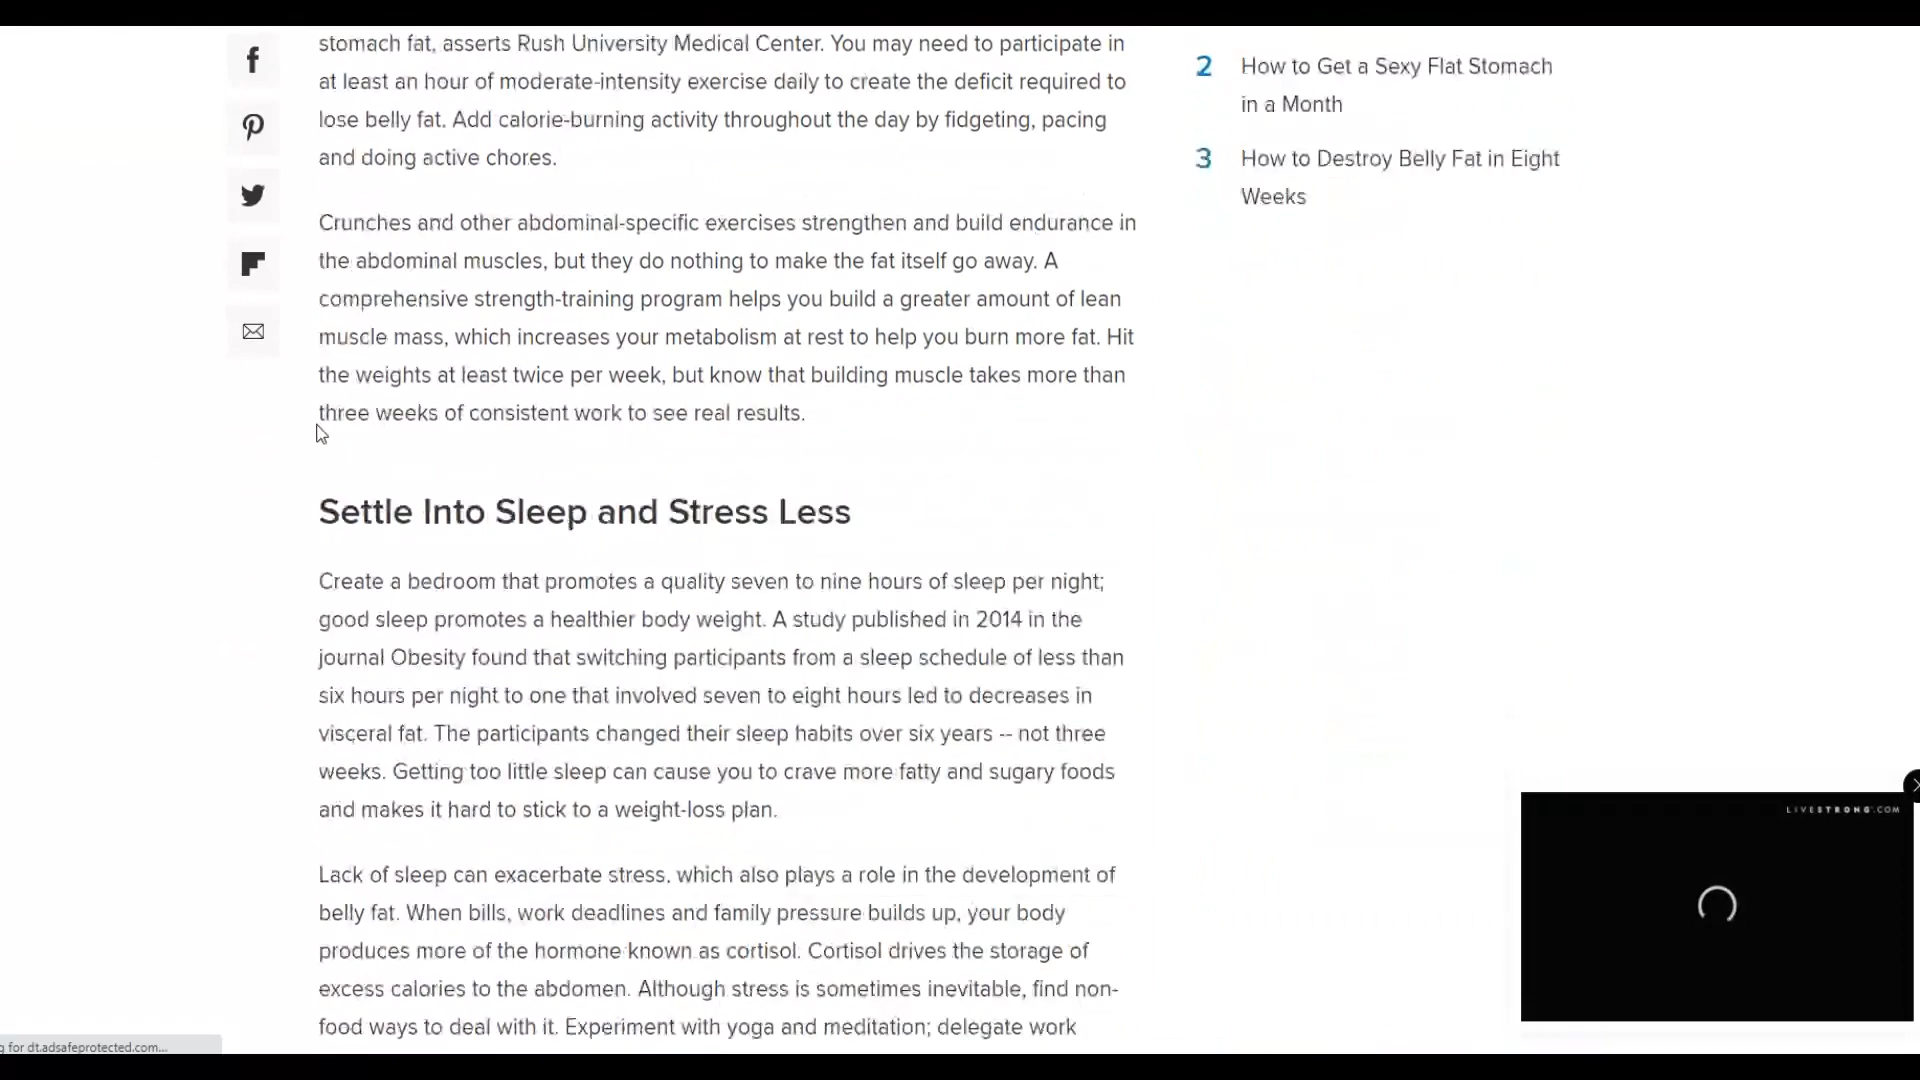 stomach fat, asserts Rush University Medical Center. You may need to participate in
at least an hour of moderate-intensity exercise daily to create the deficit required to
lose belly fat. Add calorie-burning activity throughout the day by fidgeting, pacing
and doing active chores.
Crunches and other abdominal-specific exercises strengthen and build endurance in
the abdominal muscles, but they do nothing to make the fat itself go away. A
comprehensive strength-training program helps you build a greater amount of lean
muscle mass, which increases your metabolism at rest to help you burn more fat. Hit
the weights at least twice per week, but know that building muscle takes more than
three weeks of consistent work to see real results.
Settle Into Sleep and Stress Less
Create a bedroom that promotes a quality seven to nine hours of sleep per night;
good sleep promotes a healthier body weight. A study published in 2014 in the
journal Obesity found that switching participants from a sleep schedule of less than
six hours per night to one that involved seven to eight hours led to decreases in
visceral fat. The participants changed their sleep habits over six years -- not three
weeks. Getting too little sleep can cause you to crave more fatty and sugary foods
and makes it hard to stick to a weight-loss plan.
Lack of sleep can exacerbate stress, which also plays a role in the development of
belly fat. When bills, work deadlines and family pressure builds up, your body
produces more of the hormone known as cortisol. Cortisol drives the storage of
excess calories to the abdomen. Although stress is sometimes inevitable, find non-
food ways to deal with it. Experiment with yoga and meditation; delegate work
2 How to Get a Sexy Flat Stomach
in a Month
3 How to Destroy Belly Fat in Eight
Weeks
LIVESTRONG.COM
g for dt.adsafeprotected.com...